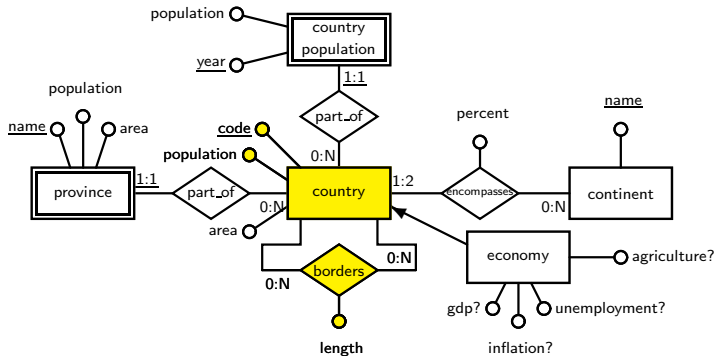 population
country
population
year
1:1
population
part_of
percent
name
name
area
code
population
0:N
province
1:1
part_of
0:N
country
1:2
encompasses
0:N
continent
area
economy
agriculture?
borders
0:N
0:N
gdp?
unemployment?
inflation?
length